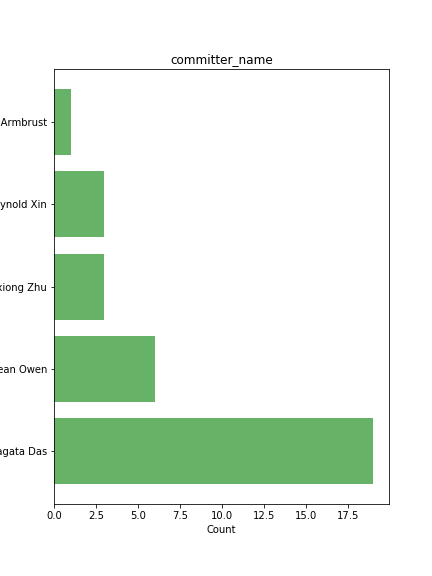 committer_name
Armbrust
ynold Xin
xiong Zhu
ean Owen
agata Das
0.0 2.5 5.0 7.5 10.0 12.5 15.0 17.5
Count